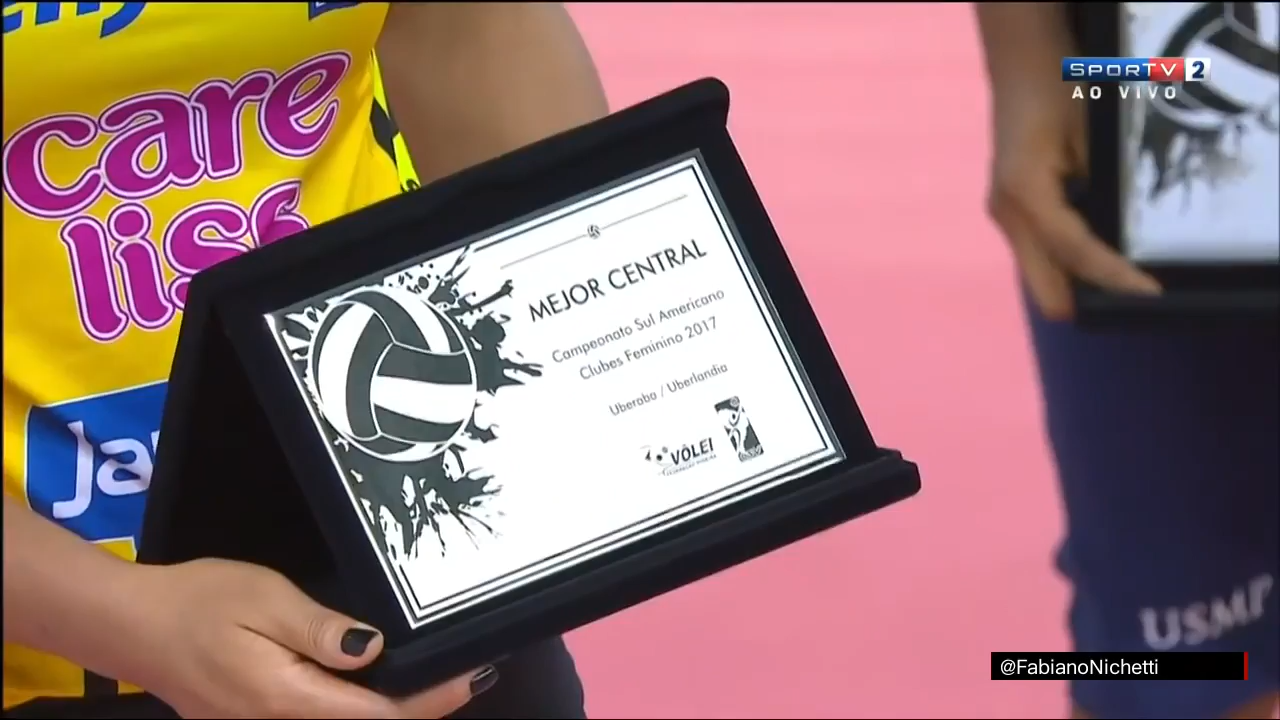 care
liss
Ja
SPORTV 2
AO VIVO
MEJOR CENTRAL
Campeonato Sul Americano
Clubes Feminino 2017
Uberaba / Uberlandia
VÔLEI
USMP
@FabianoNichetti